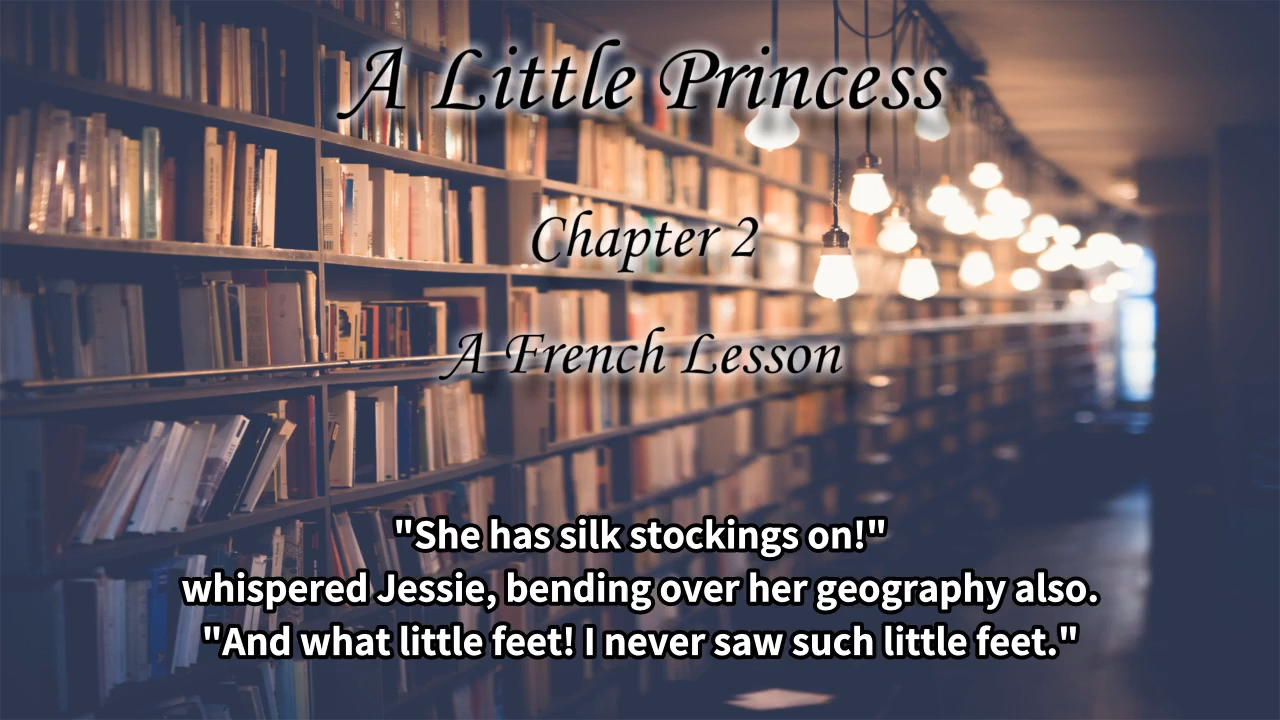 A Little Princess
Chapter 2
A French Lesson
"She has silk stockings on!"
whispered Jessie, bending over her geography also.
"And what little feet! I never saw such little feet."